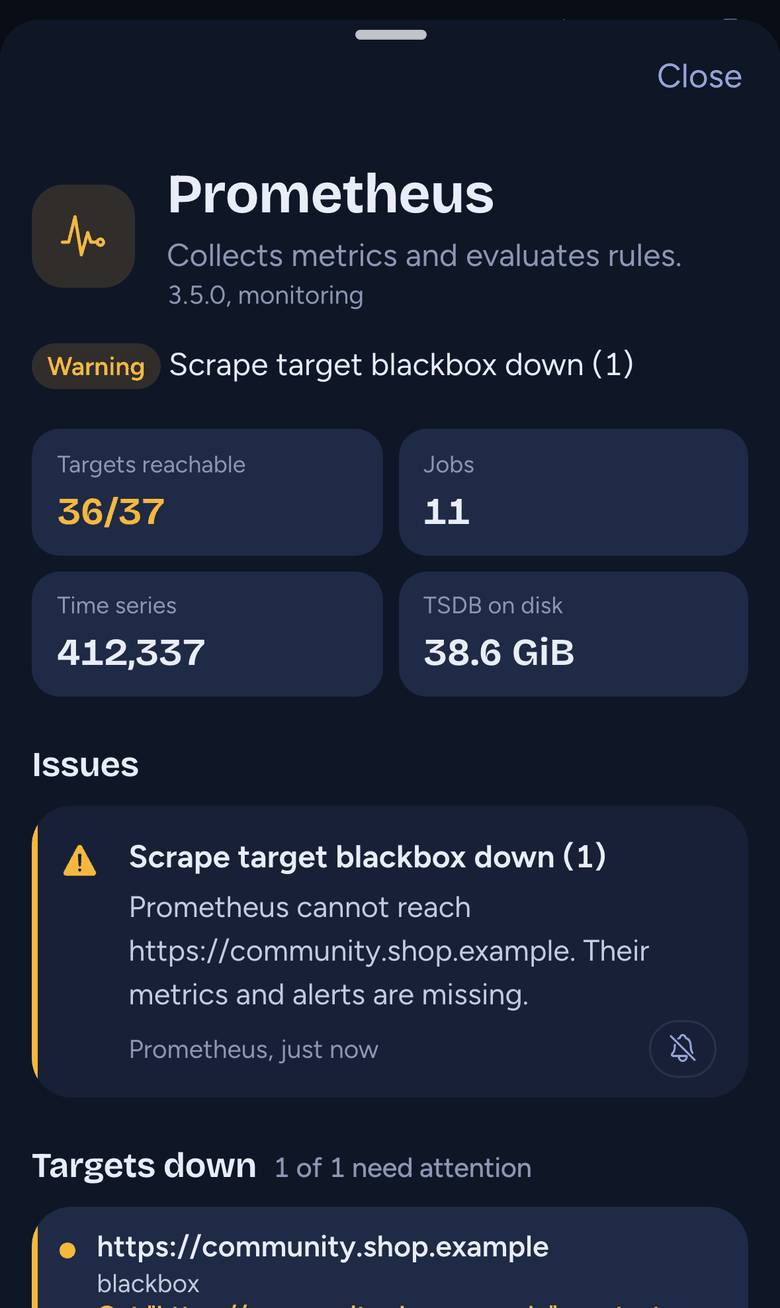 Close
Prometheus
Collects metrics and evaluates rules.
3.5.0, monitoring
Warning Scrape target blackbox down (1)
Targets reachable
36/37
Jobs
11
Time series
412,337
TSDB on disk
38.6 GiB
Issues
Scrape target blackbox down (1)
Prometheus cannot reach
https://community.shop.example. Their
metrics and alerts are missing.
Prometheus, just now
Targets down 1 of 1 need attention
https://community.shop.example
blackbox